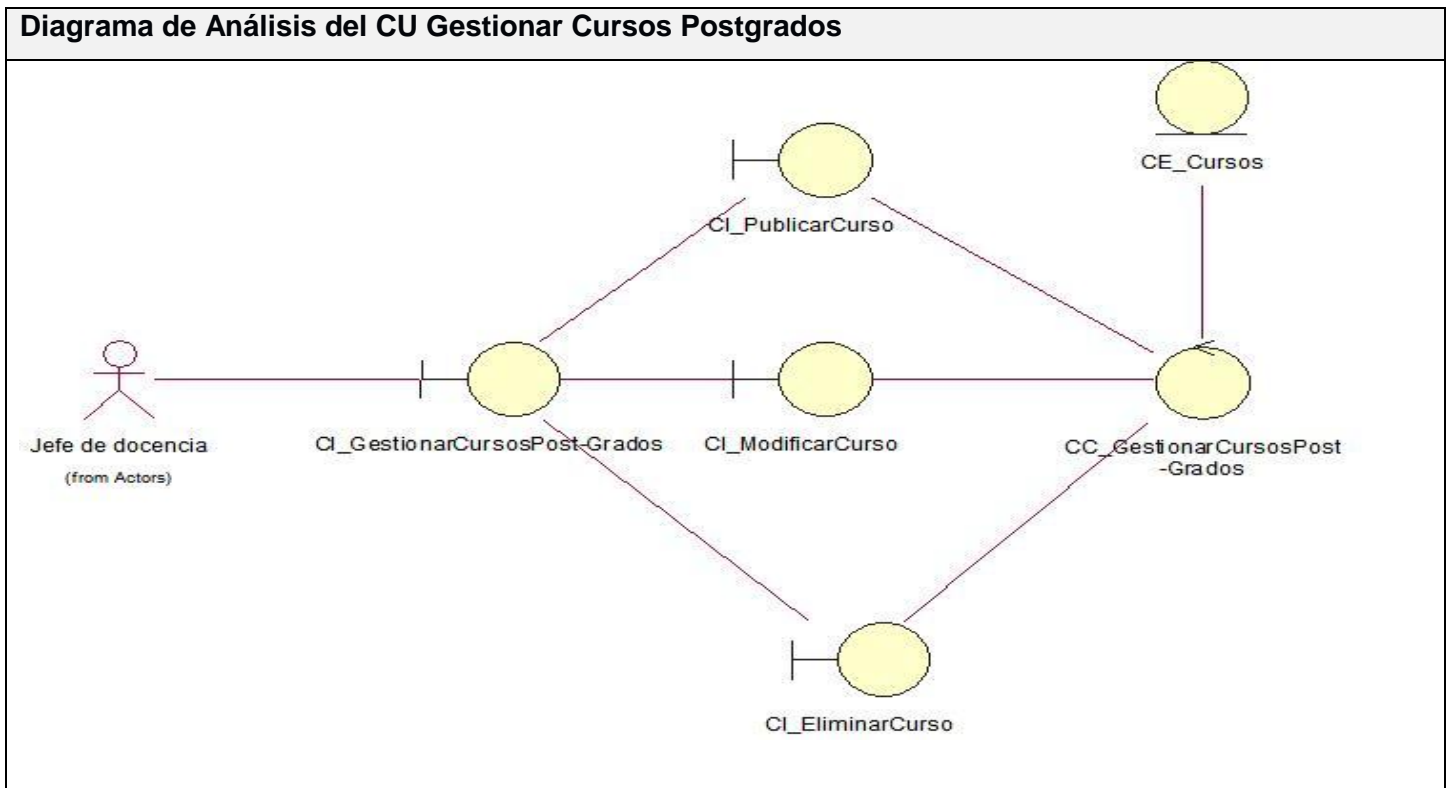 Diagrama de Análisis del CU Gestionar Cursos Postgrados
CE_Cursos
CI_PublicarCurso
Jefe de docencia
(from Actors)
CI_GestionarCursosPost-Grados
CI_ModificarCurso
CC_GestionarCursosPost
-Grados
CI_EliminarCurso